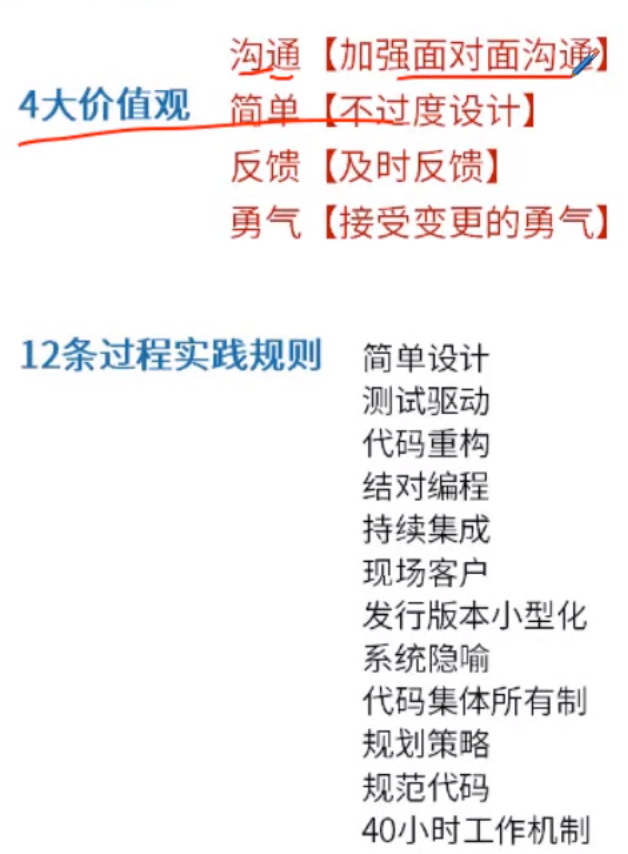 沟通【加强面对面沟通】
4大价值观
简单【不过度设计】
反馈【及时反馈】
勇气【接受变更的勇气】
12条过程实践规则
简单设计
测试驱动
代码重构
结对编程
持续集成
现场客户
发行版本小型化
系统隐喻
代码集体所有制
规划策略
规范代码
40小时工作机制